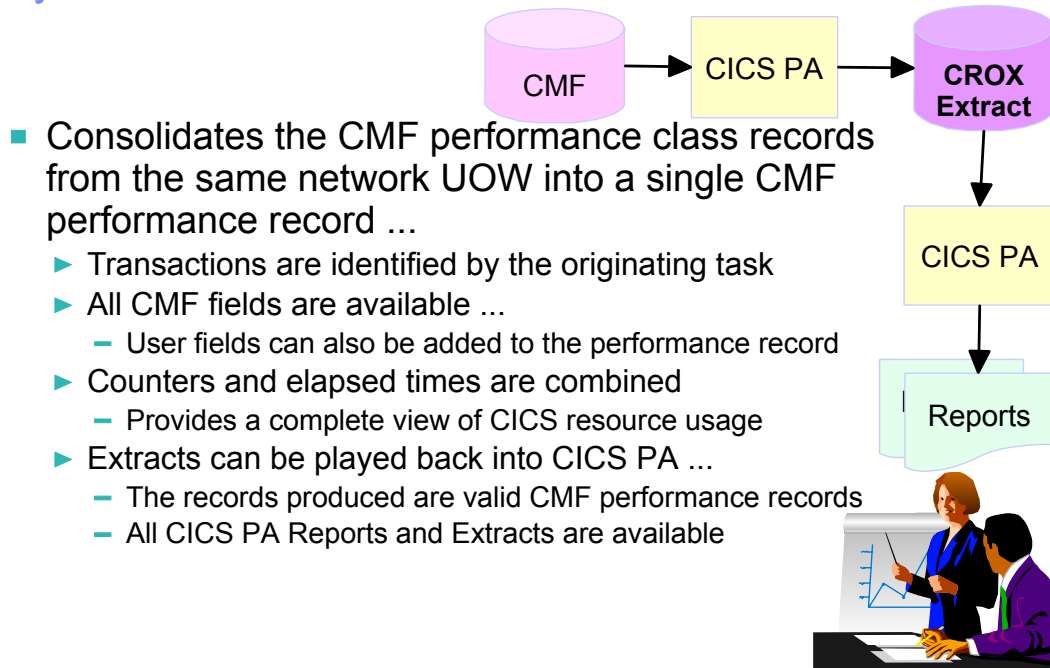 CMF
CICS PA
CROX
Extract
■ Consolidates the CMF performance class records
from the same network UOW into a single CMF
performance record ...
► Transactions are identified by the originating task
► All CMF fields are available ...
– User fields can also be added to the performance record
► Counters and elapsed times are combined
– Provides a complete view of CICS resource usage
► Extracts can be played back into CICS PA ...
– The records produced are valid CMF performance records
– All CICS PA Reports and Extracts are available
CICS PA
Reports